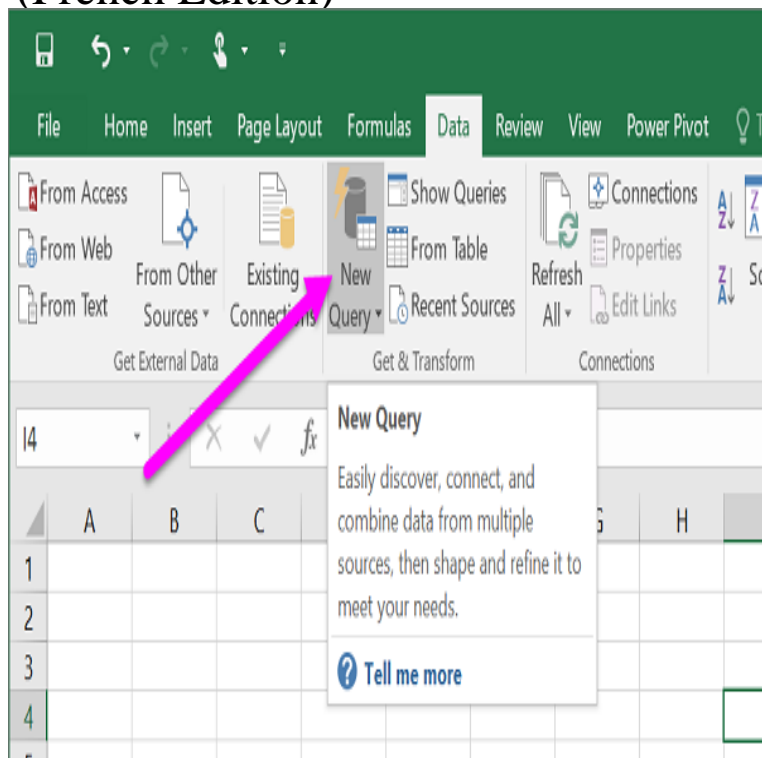 (French Edition)
File Home Insert Page Layout Formulas Data Review View Power Pivot
From Access
From Web
From Text
From Other
Sources
Get External Data
Existing
Connections
New
Query
Show Queries
From Table
Recent Sources
Get & Transform
Refresh
All
Connections
Properties
Edit Links
Connections
I4
fx
New Query
Easily discover, connect, and
combine data from multiple
sources, then shape and refine it to
meet your needs.
Tell me more
A B C H
1
2
3
4